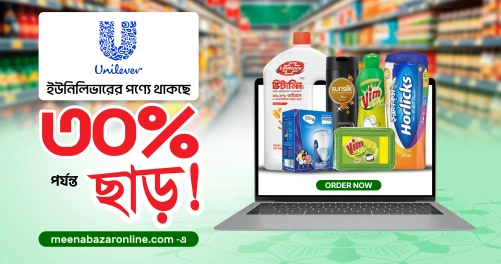 Unilever
ইউনিলিভারের পণ্যে থাকছে
৩০%
পর্যন্ত ছাড়!
meenabazaronline.com -এ
Lifebuoy
ভিটামিন
sunsilk
Vim
Horlicks
Vim
ORDER NOW